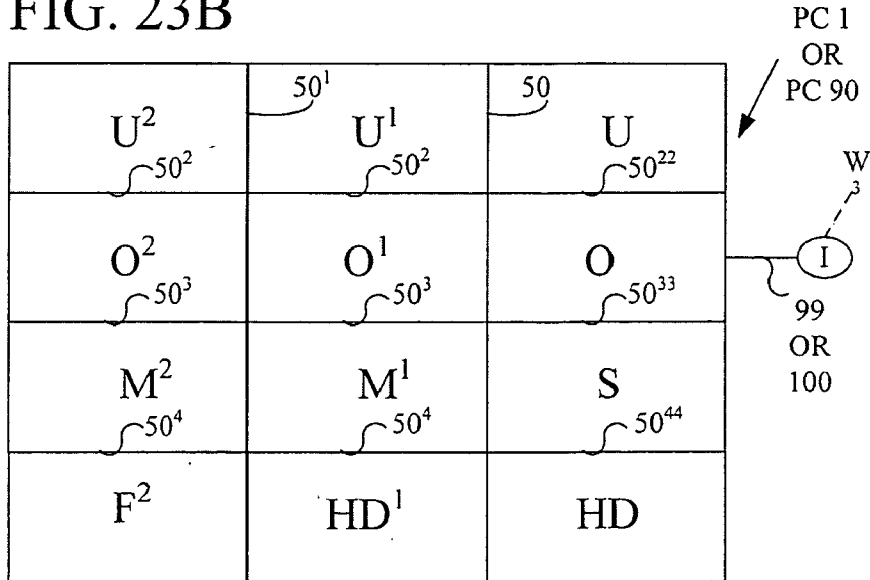 FIG. 23B
PC 1
OR
PC 90
50¹ 50
U² U¹ U
50² 50² 50²²
W
3
O² O¹ O
I
50³ 50³ 50³³
99
OR
100
M² M¹ S
50⁴ 50⁴ 50⁴⁴
F² HD¹ HD